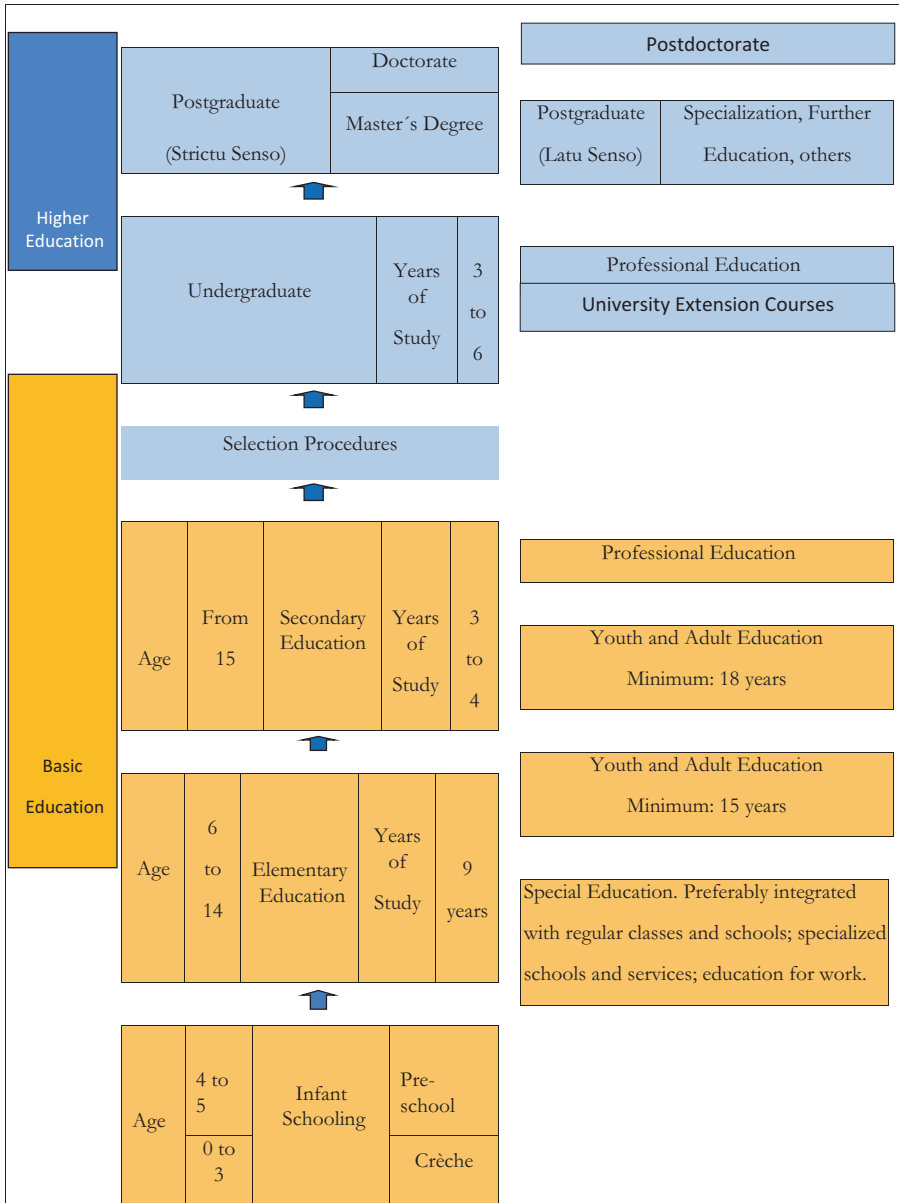 Higher
Education
Postgraduate
(Strictu Senso)
Doctorate
Master´s Degree
Postdoctorate
Postgraduate
(Latu Senso)
Specialization, Further
Education, others
Undergraduate
Years
of
Study
3
to
6
Professional Education
University Extension Courses
Selection Procedures
Basic
Education
Age
From
15
Secondary
Education
Years
of
Study
3
to
4
Professional Education
Youth and Adult Education
Minimum: 18 years
Age
6
to
14
Elementary
Education
Years
of
Study
9
years
Youth and Adult Education
Minimum: 15 years
Special Education. Preferably integrated
with regular classes and schools; specialized
schools and services; education for work.
Age
4 to
5
0 to
3
Infant
Schooling
Pre-
school
Crèche